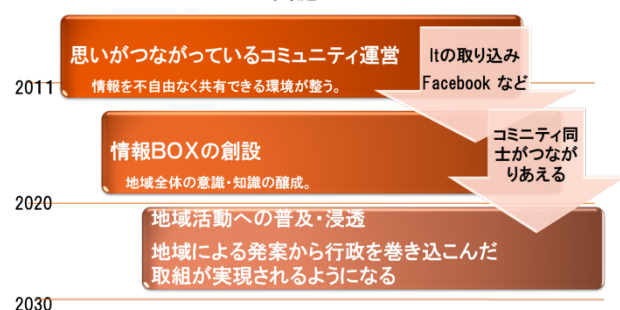 思いがつながっているコミュニティ運営
情報を不自由なく共有できる環境が整う。
Itの取り込み
Facebook など
2011
情報BOXの創設
地域全体の意識・知識の醸成。
コミニティ同
士がつなが
りあえる
2020
地域活動への普及・浸透
地域による発案から行政を巻き込こんだ
取組が実現されるようになる
2030